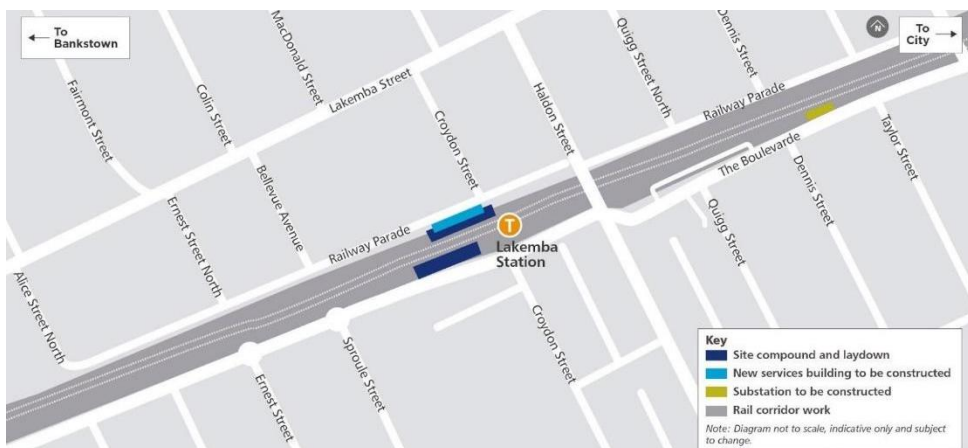 To
Bankstown
To
City
N
MacDonald Street
Quigg Street North
Dennis Street
Fairmont Street
Colin Street
Lakemba Street
Croydon Street
Haldon Street
Railway Parade
The Boulevarde
Taylor Street
Bellevue Avenue
Ernest Street North
Railway Parade
T
Lakemba
Station
Quigg Street
Dennis Street
Alice Street North
Croydon Street
Sproule Street
Ernest Street
Key
Site compound and laydown
New services building to be constructed
Substation to be constructed
Rail corridor work
Note: Diagram not to scale, indicative only and subject
to change.